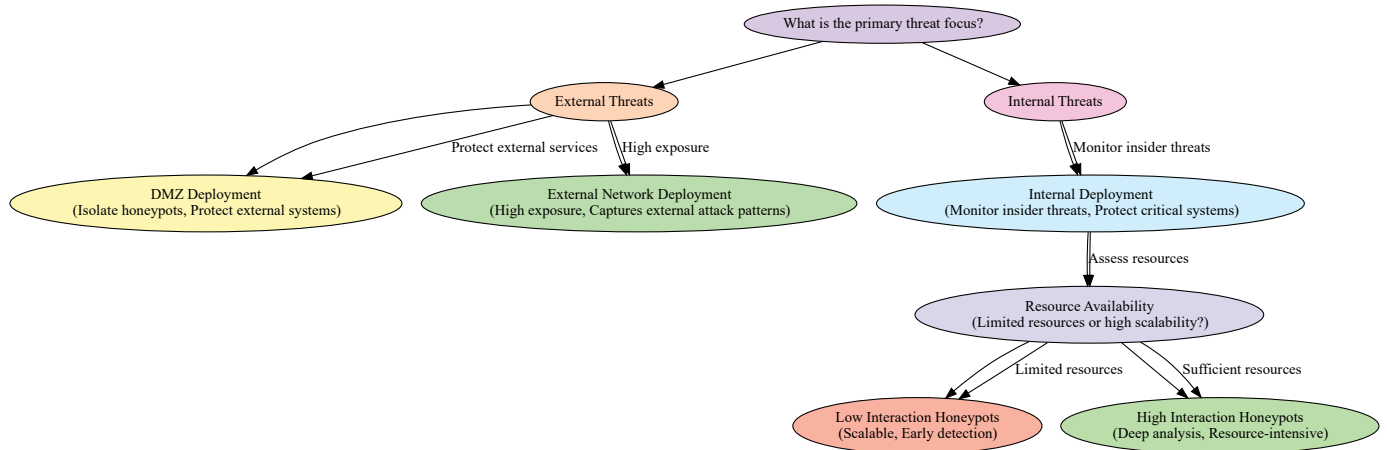 What is the primary threat focus?
External Threats
Internal Threats
Protect external services
High exposure
Monitor insider threats
DMZ Deployment
(Isolate honeypots, Protect external systems)
External Network Deployment
(High exposure, Captures external attack patterns)
Internal Deployment
(Monitor insider threats, Protect critical systems)
Assess resources
Resource Availability
(Limited resources or high scalability?)
Limited resources
Sufficient resources
Low Interaction Honeypots
(Scalable, Early detection)
High Interaction Honeypots
(Deep analysis, Resource-intensive)